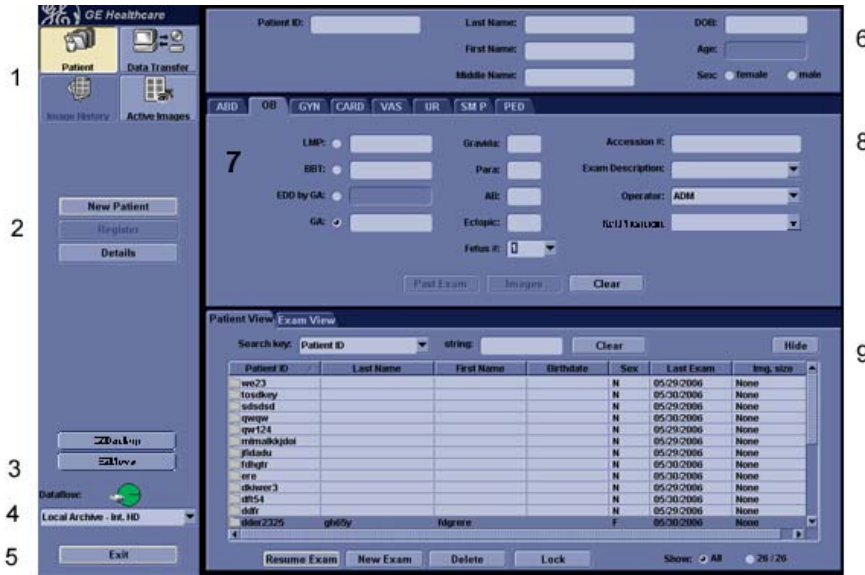 GE Healthcare
Patient Data Transfer
Image History Active Images
1
New Patient
2
Register
Details
Backup
Move
3
Dataflow:
4
Local Archive - Int. HD
5
Exit
Patient ID: Last Name: DOB:
6
First Name: Age:
Middle Name: Sex: female male
ABD OB GYN CARD VAS UR SM P PED
7
8
LMP: Gravida: Accession #:
BBT: Para: Exam Description:
EDD by GA: AB: Operator: ADM
GA: Ectopic:
Fetus #: 1
Past Exam Images Clear
Patient View Exam View
9
Search key: Patient ID string: Clear Hide
Patient ID Last Name First Name Birthdate Sex Last Exam Img. size
we23 N 05/29/2006 None
tosdkey N 05/30/2006 None
sdsdsd N 05/29/2006 None
qwqw N 05/30/2006 None
qwr124 N 05/29/2006 None
N 05/30/2006 None
jfidadu N 05/29/2006 None
fdhgtr N 05/30/2006 None
ere N 05/30/2006 None
dkiwer3 N 05/29/2006 None
dft54 N 05/30/2006 None
ddfr N 05/29/2006 None
dder2325 gh65y fdgrere F 05/30/2006 None
Resume Exam New Exam Delete Lock Show: All 26 / 26